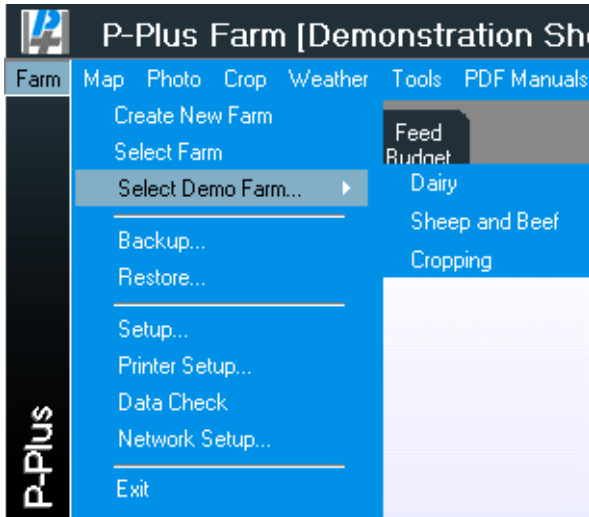 P-Plus Farm [Demonstration Sh
Farm Map Photo Crop Weather Tools PDF Manuals
Create New Farm
Select Farm
Select Demo Farm...
Feed
Budget
Dairy
Sheep and Beef
Cropping
Backup...
Restore...
Setup...
Printer Setup...
Data Check
Network Setup...
Exit
P-Plus